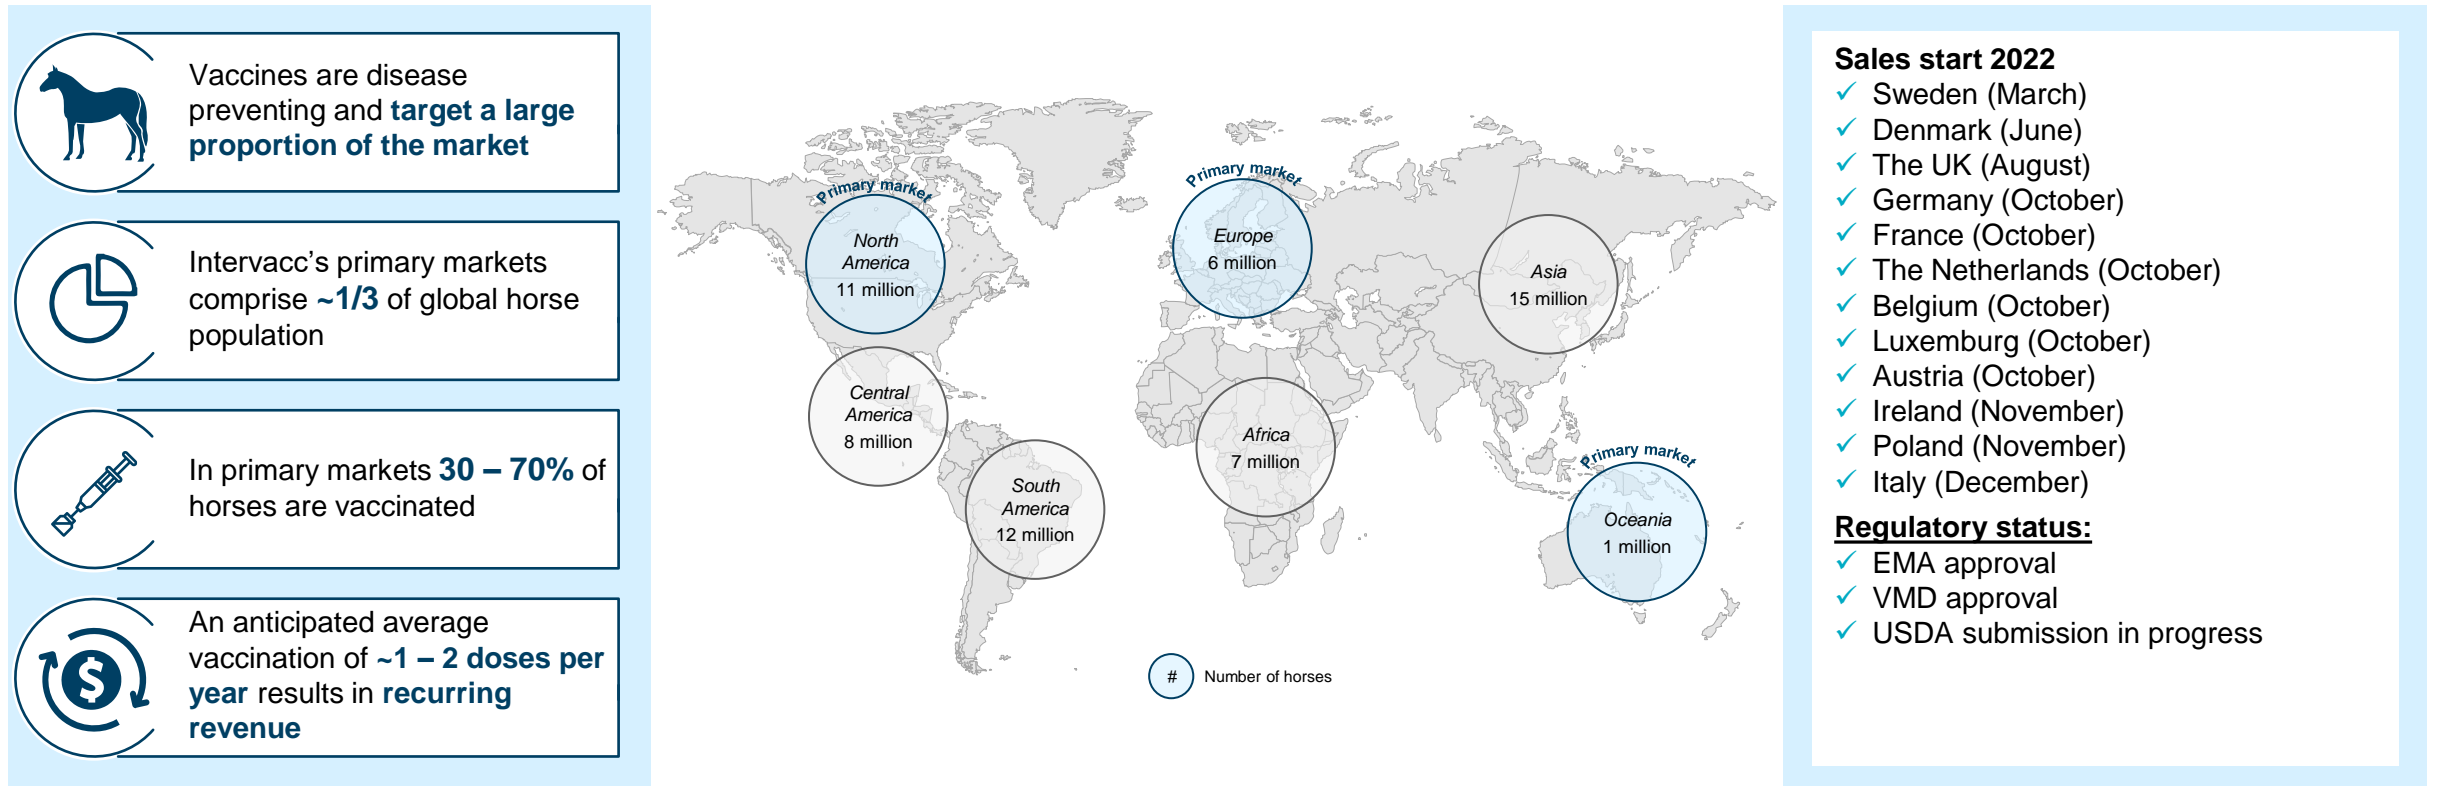 Vaccines are disease
preventing and target a large
proportion of the market
Intervacc’s primary markets
comprise ~1/3 of global horse
population
In primary markets 30 – 70% of
horses are vaccinated
An anticipated average
vaccination of ~1 – 2 doses per
year results in recurring
revenue
$
Primary market
North
America
11 million
Central
America
8 million
South
America
12 million
Primary market
Europe
6 million
Africa
7 million
Asia
15 million
Primary market
Oceania
1 million
# Number of horses
Sales start 2022
✓ Sweden (March)
✓ Denmark (June)
✓ The UK (August)
✓ Germany (October)
✓ France (October)
✓ The Netherlands (October)
✓ Belgium (October)
✓ Luxemburg (October)
✓ Austria (October)
✓ Ireland (November)
✓ Poland (November)
✓ Italy (December)
Regulatory status:
✓ EMA approval
✓ VMD approval
✓ USDA submission in progress